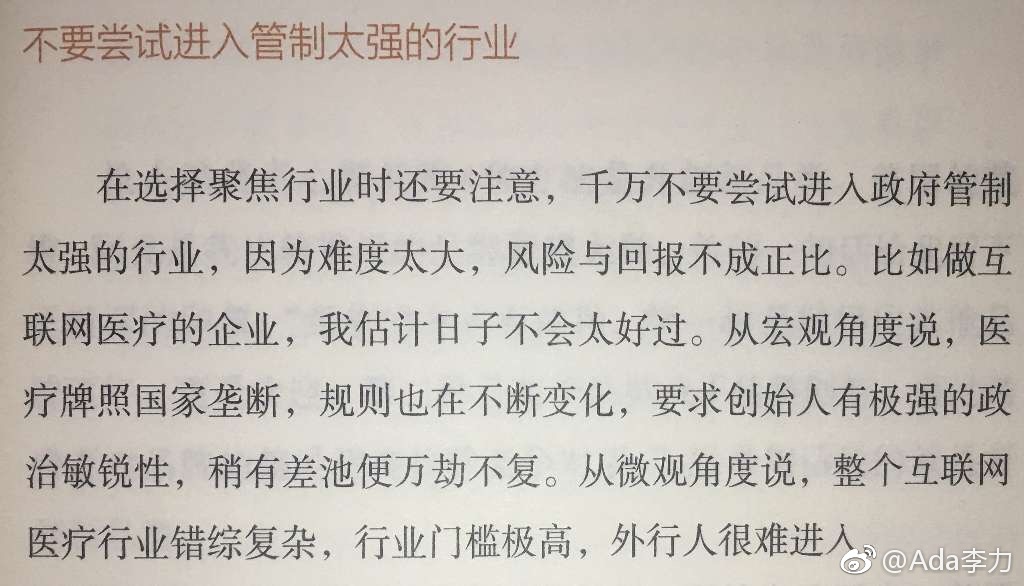 不要尝试进入管制太强的行业
在选择聚焦行业时还要注意，千万不要尝试进入政府管制
太强的行业，因为难度太大，风险与回报不成正比。比如做互
联网医疗的企业，我估计日子不会太好过。从宏观角度说，医
疗牌照国家垄断，规则也在不断变化，要求创始人有极强的政
治敏锐性，稍有差池便万劫不复。从微观角度说，整个互联网
医疗行业错综复杂，行业门槛极高，外行人很难进入
@Ada李力